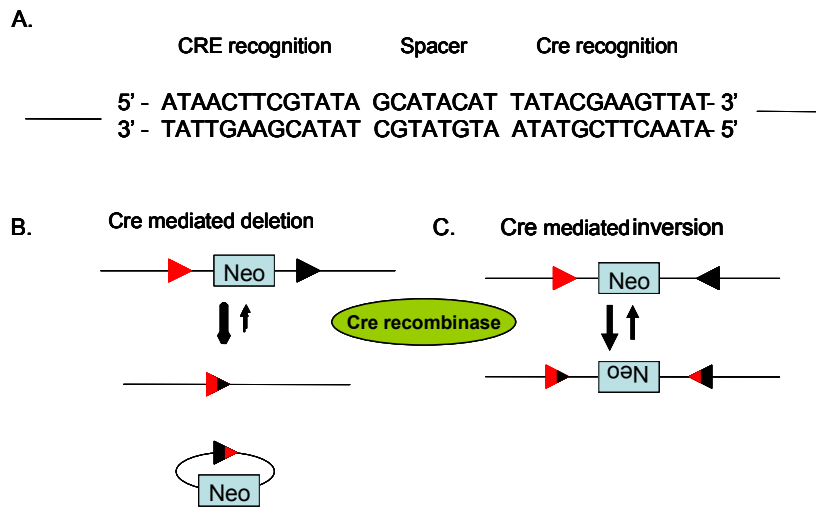 A.
CRE recognition Spacer Cre recognition
5’ - ATAACTTCGTATA GCATACAT TATACGAAGTTAT- 3’
3’ - TATTGAAGCATAT CGTATGTA ATATGCTTCAATA- 5’
B. Cre mediated deletion
C. Cre mediated inversion
Neo
Neo
Cre recombinase
Neo
Neo